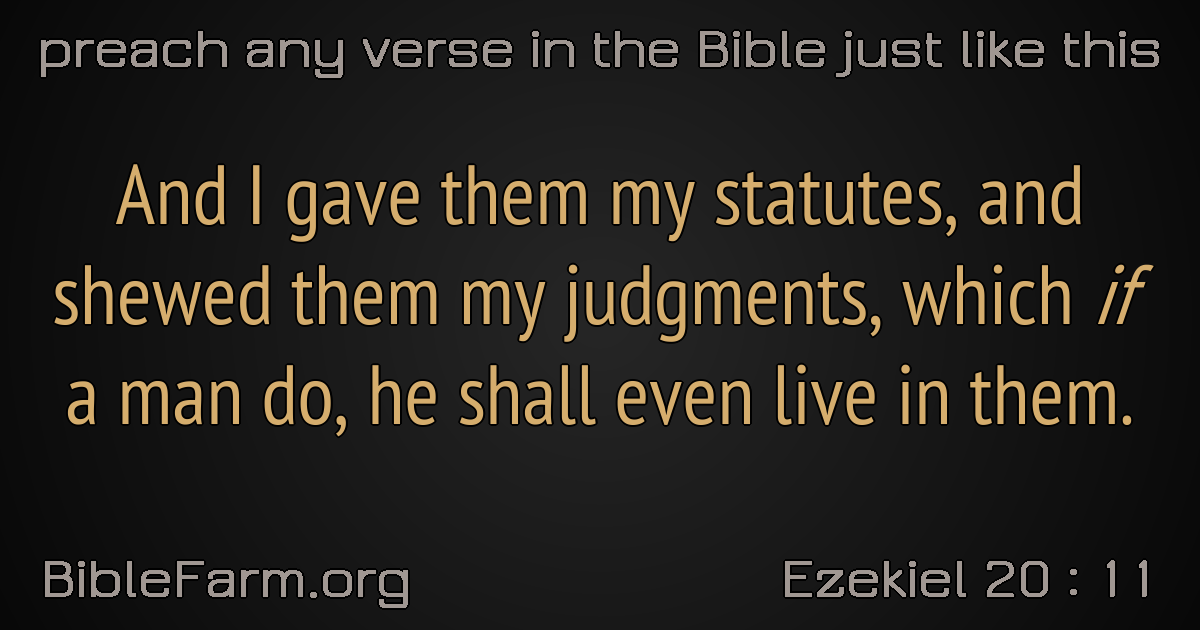 preach any verse in the Bible just like this
And I gave them my statutes, and
shewed them my judgments, which if
a man do, he shall even live in them.
BibleFarm.org
Ezekiel 20 : 11